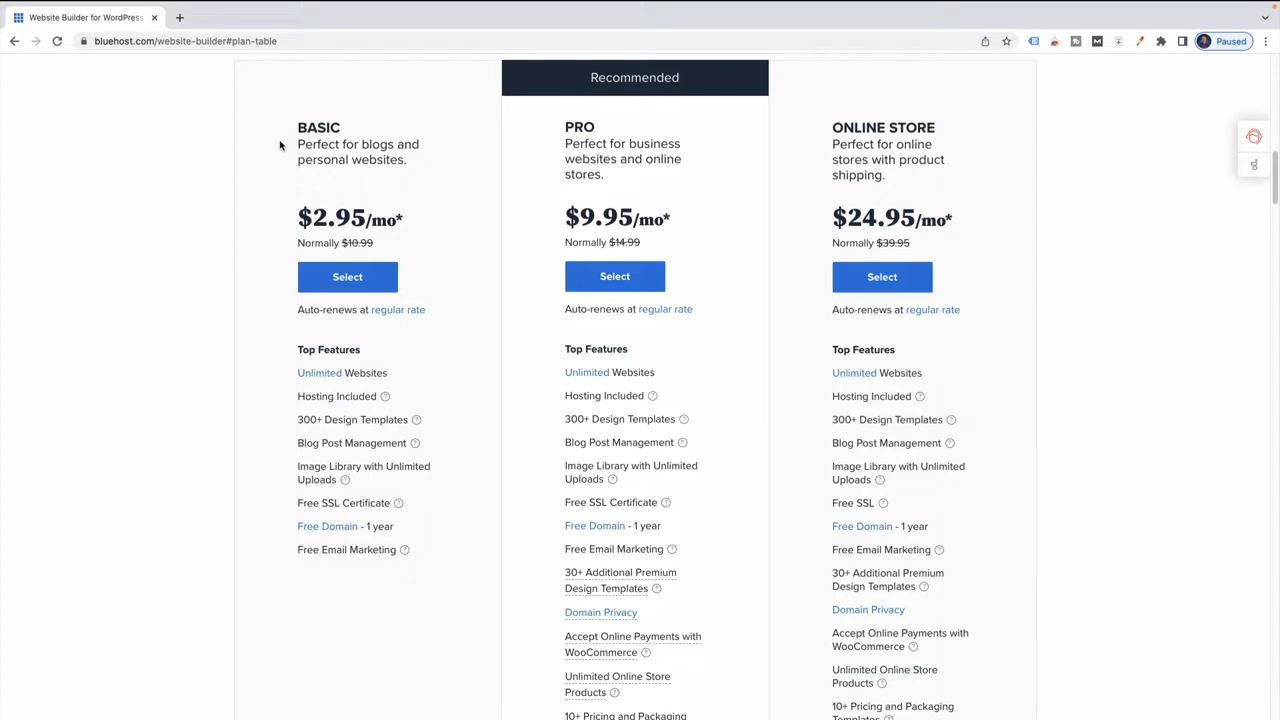 Website Builder for WordPress
bluehost.com/website-builder#plan-table
Paused
BASIC
Perfect for blogs and
personal websites.
$2.95/mo*
Normally $10.99
Select
Auto-renews at regular rate
Top Features
Unlimited Websites
Hosting Included
300+ Design Templates
Blog Post Management
Image Library with Unlimited
Uploads
Free SSL Certificate
Free Domain - 1 year
Free Email Marketing
Recommended
PRO
Perfect for business
websites and online
stores.
$9.95/mo*
Normally $14.99
Select
Auto-renews at regular rate
Top Features
Unlimited Websites
Hosting Included
300+ Design Templates
Blog Post Management
Image Library with Unlimited
Uploads
Free SSL Certificate
Free Domain - 1 year
Free Email Marketing
30+ Additional Premium
Design Templates
Domain Privacy
Accept Online Payments with
WooCommerce
Unlimited Online Store
Products
10+ Pricing and Packaging
ONLINE STORE
Perfect for online
stores with product
shipping.
$24.95/mo*
Normally $39.95
Select
Auto-renews at regular rate
Top Features
Unlimited Websites
Hosting Included
300+ Design Templates
Blog Post Management
Image Library with Unlimited
Uploads
Free SSL
Free Domain - 1 year
Free Email Marketing
30+ Additional Premium
Design Templates
Domain Privacy
Accept Online Payments with
WooCommerce
Unlimited Online Store
Products
10+ Pricing and Packaging
Templates